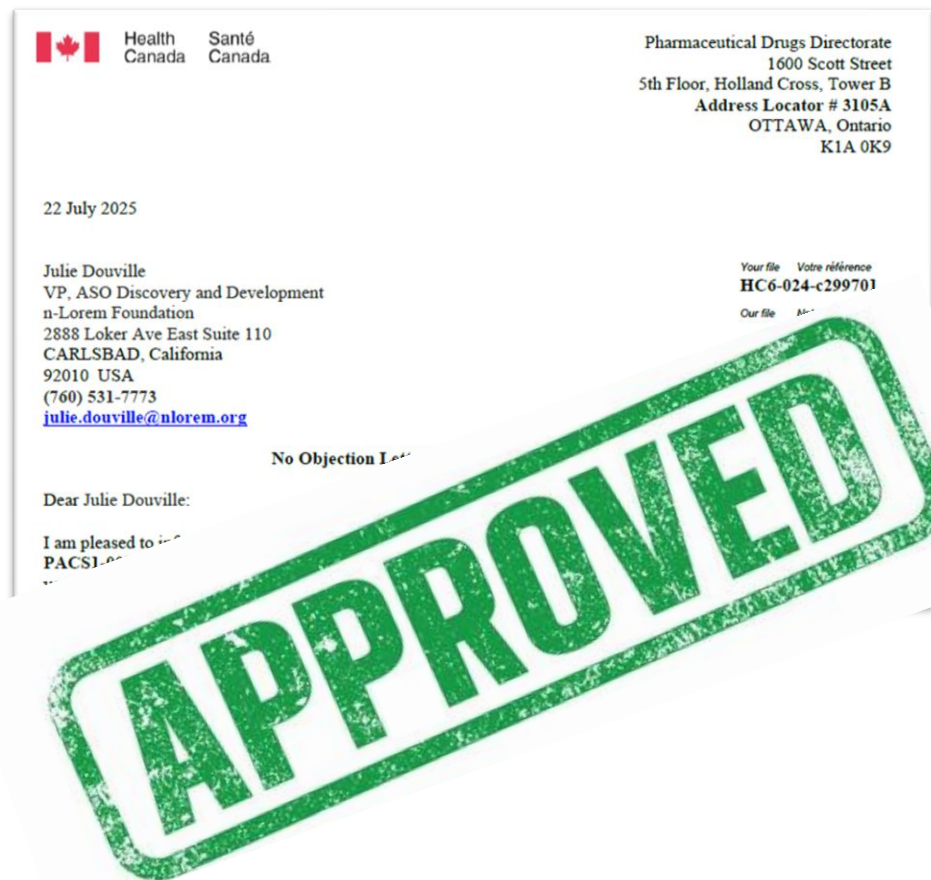 Health Santé
Canada Canada
Pharmaceutical Drugs Directorate
1600 Scott Street
5th Floor, Holland Cross, Tower B
Address Locator # 3105A
OTTAWA, Ontario
K1A 0K9
22 July 2025
Julie Douville
VP, ASO Discovery and Development
n-Lorem Foundation
2888 Loker Ave East Suite 110
CARLSBAD, California
92010 USA
(760) 531-7773
julie.douville@nlorem.org
Your file Votre référence
HC6-024-c299701
Our file
No Objection
Dear Julie Douville:
I am pleased to
APPROVED